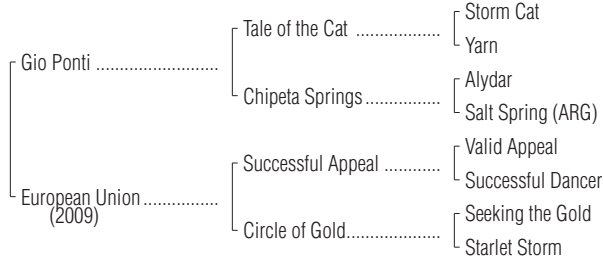 Storm Cat
Tale of the Cat ..................
Yarn
Gio Ponti ..........................
Alydar
Chipeta Springs................
Salt Spring (ARG)
Valid Appeal
Successful Appeal ............
Successful Dancer
European Union................
(2009)
Seeking the Gold
Circle of Gold....................
Starlet Storm